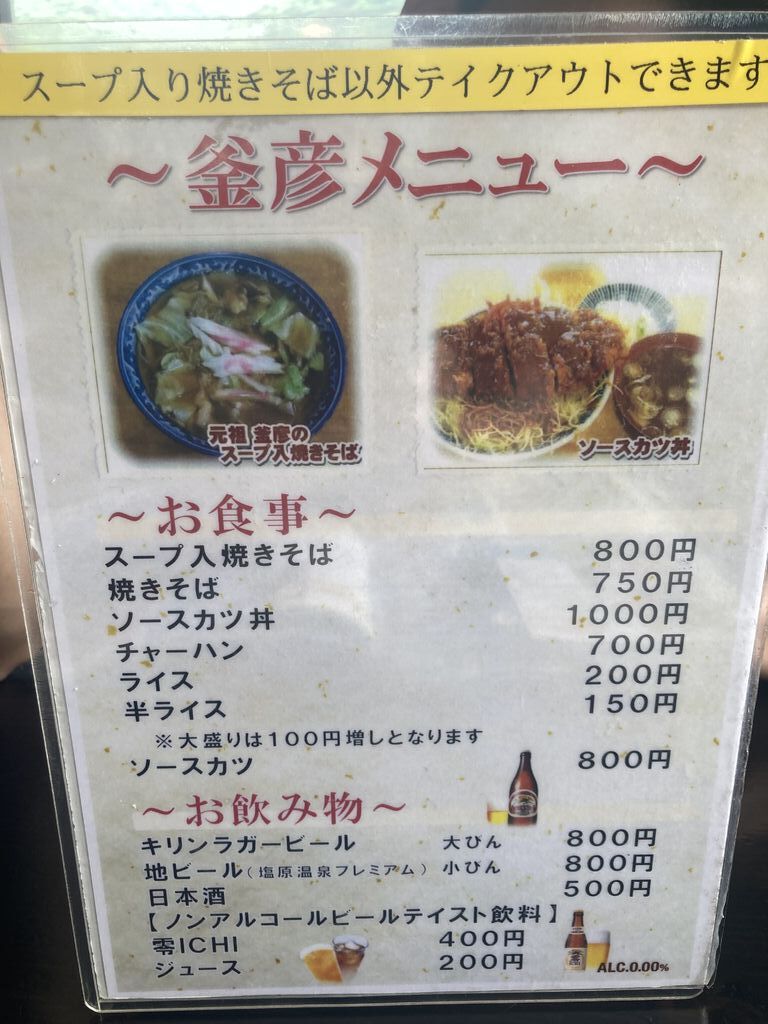 スープ入り焼きそば以外テイクアウトできます
～釜彦メニュー～
元祖 釜彦の
スープ入焼きそば
ソースカツ丼
～お食事～
スープ入焼きそば 800円
焼きそば 750円
ソースカツ丼 1000円
チャーハン 700円
ライス 200円
半ライス 150円
※大盛りは100円増しとなります
ソースカツ 800円
～お飲み物～
キリンラガービール 大びん 800円
地ビール(塩原温泉プレミアム) 小びん 800円
日本酒 500円
【ノンアルコールビールテイスト飲料】
零ICHI 400円
ジュース 200円
ALC.0.00%